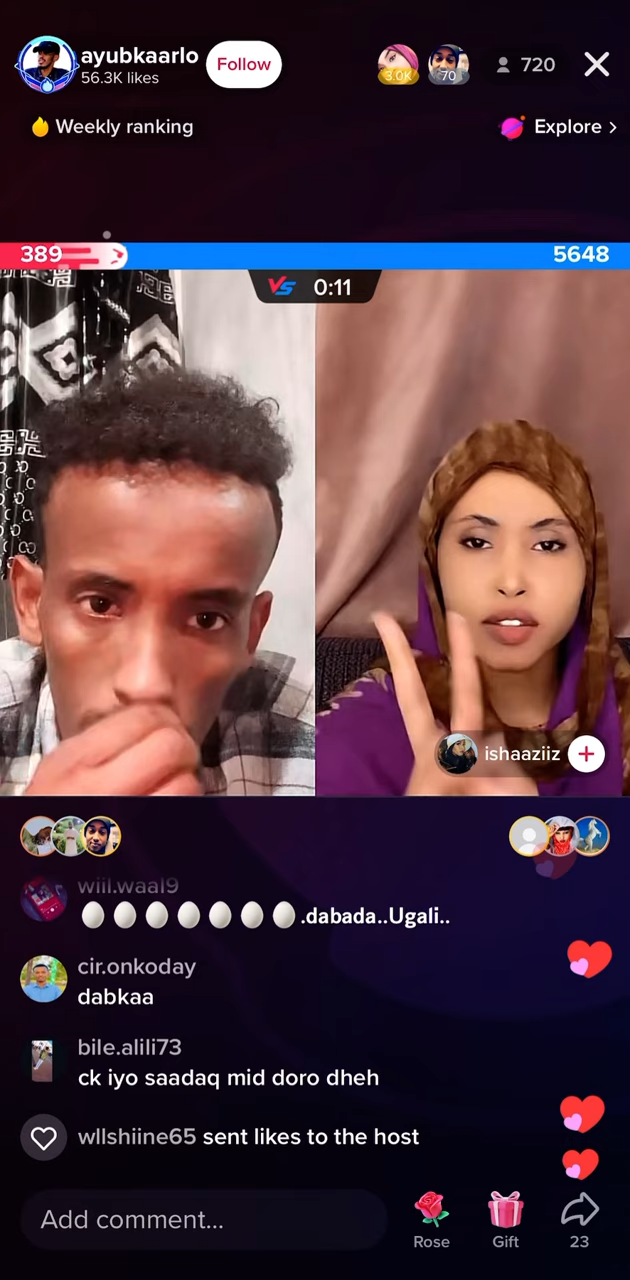 ayubkaarlo
56.3K likes
Follow
3.0K
70
720
Weekly ranking
Explore >
389
5648
VS 0:11
ishaaziiz
wiil.waal9
.dabada..Ugali..
cir.onkoday
dabkaa
bile.alili73
ck iyo saadaq mid doro dheh
wllshiine65 sent likes to the host
Add comment...
Rose
Gift
23